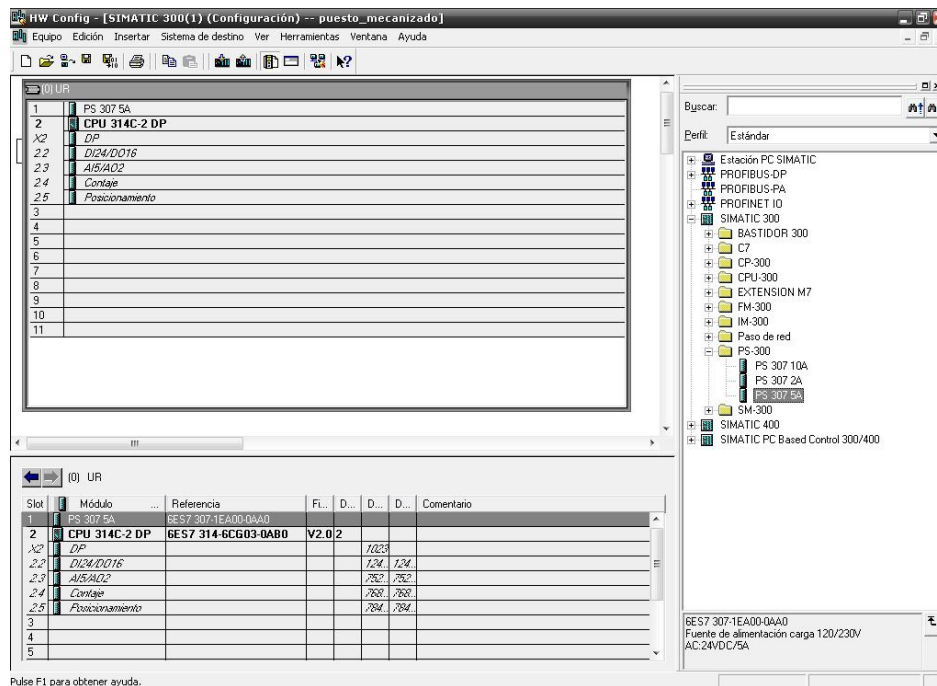 HW Config - [SIMATIC 300(1) (Configuración) -- puesto_mecanizado]
Equipo Edición Insertar Sistema de destino Ver Herramientas Ventana Ayuda
(0) UR
1 PS 307 5A
2 CPU 314C-2 DP
X2 DP
2.2 DI24/DO16
2.3 AI5/AO2
2.4 Contaje
2.5 Posicionamiento
3
4
5
6
7
8
9
10
11
(0) UR
Slot Módulo ... Referencia Fi... D... D... D... Comentario
1 PS 307 5A 6ES7 307-1EA00-0AA0
2 CPU 314C-2 DP 6ES7 314-6CG03-0AB0 V2.0 2
X2 DP 1023
2.2 DI24/DO16 124... 124...
2.3 AI5/AO2 752... 752...
2.4 Contaje 768... 768...
2.5 Posicionamiento 784... 784...
3
4
5
Buscar:
Perfil: Estándar
Estación PC SIMATIC
PROFIBUS-DP
PROFIBUS-PA
PROFINET IO
SIMATIC 300
BASTIDOR 300
C7
CP-300
CPU-300
EXTENSION M7
FM-300
IM-300
Paso de red
PS-300
PS 307 10A
PS 307 2A
PS 307 5A
SM-300
SIMATIC 400
SIMATIC PC Based Control 300/400
6ES7 307-1EA00-0AA0
Fuente de alimentación carga 120/230V
AC:24VDC/5A
Pulse F1 para obtener ayuda.